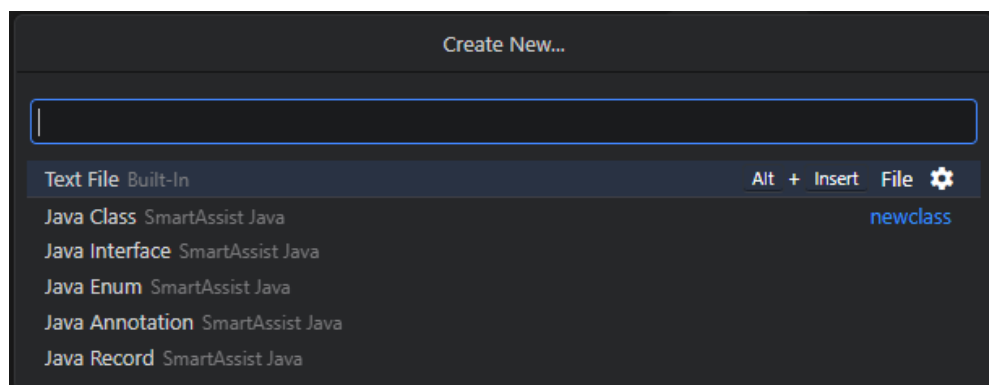 Create New...
Text File Built-In Alt + Insert File
Java Class SmartAssist Java newclass
Java Interface SmartAssist Java
Java Enum SmartAssist Java
Java Annotation SmartAssist Java
Java Record SmartAssist Java